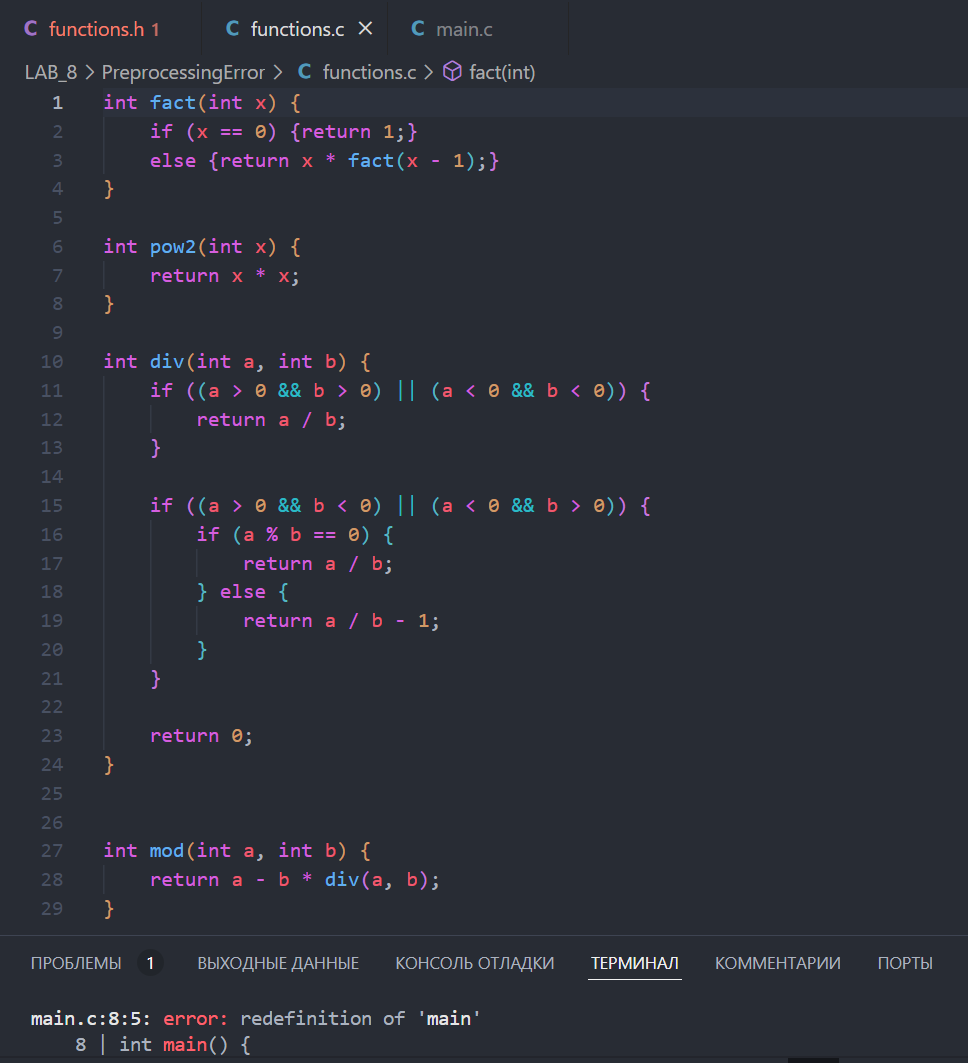 C functions.h 1 C functions.c × C main.c
LAB_8 > PreprocessingError > C functions.c > fact(int)
1 int fact(int x) {
2     if (x == 0) {return 1;}
3     else {return x * fact(x - 1);}
4 }
5
6 int pow2(int x) {
7     return x * x;
8 }
9
10 int div(int a, int b) {
11     if ((a > 0 && b > 0) || (a < 0 && b < 0)) {
12         return a / b;
13     }
14
15     if ((a > 0 && b < 0) || (a < 0 && b > 0)) {
16         if (a % b == 0) {
17             return a / b;
18         } else {
19             return a / b - 1;
20         }
21     }
22
23     return 0;
24 }
25
26
27 int mod(int a, int b) {
28     return a - b * div(a, b);
29 }
ПРОБЛЕМЫ 1 ВЫХОДНЫЕ ДАННЫЕ КОНСОЛЬ ОТЛАДКИ ТЕРМИНАЛ КОММЕНТАРИИ ПОРТЫ
main.c:8:5: error: redefinition of 'main'
8 | int main() {